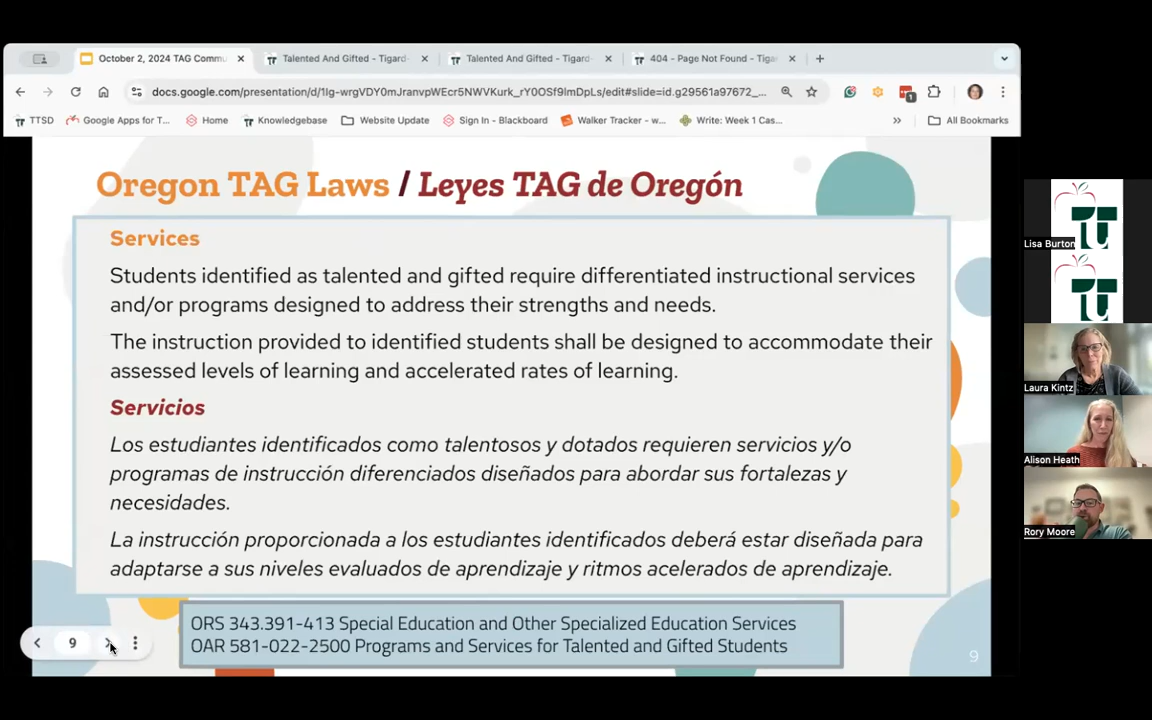 October 2, 2024 TAG Commu
Talented And Gifted - Tigard-
Talented And Gifted - Tigard-
404 - Page Not Found - Tiga
docs.google.com/presentation/d/1lg-wrgVDY0mJranvpWEcr5NWVKurk_rY0OSf9lmDpLs/edit#slide=id.g29561a97672_...
1
TTSD
Google Apps for T...
Home
Knowledgebase
Website Update
Sign In - Blackboard
Walker Tracker - w...
Write: Week 1 Cas...
»
All Bookmarks
Oregon TAG Laws / Leyes TAG de Oregón
Services
Students identified as talented and gifted require differentiated instructional services
and/or programs designed to address their strengths and needs.
The instruction provided to identified students shall be designed to accommodate their
assessed levels of learning and accelerated rates of learning.
Servicios
Los estudiantes identificados como talentosos y dotados requieren servicios y/o
programas de instrucción diferenciados diseñados para abordar sus fortalezas y
necesidades.
La instrucción proporcionada a los estudiantes identificados deberá estar diseñada para
adaptarse a sus niveles evaluados de aprendizaje y ritmos acelerados de aprendizaje.
ORS 343.391-413 Special Education and Other Specialized Education Services
OAR 581-022-2500 Programs and Services for Talented and Gifted Students
9
9
Lisa Burton
Laura Kintz
Alison Heath
Rory Moore